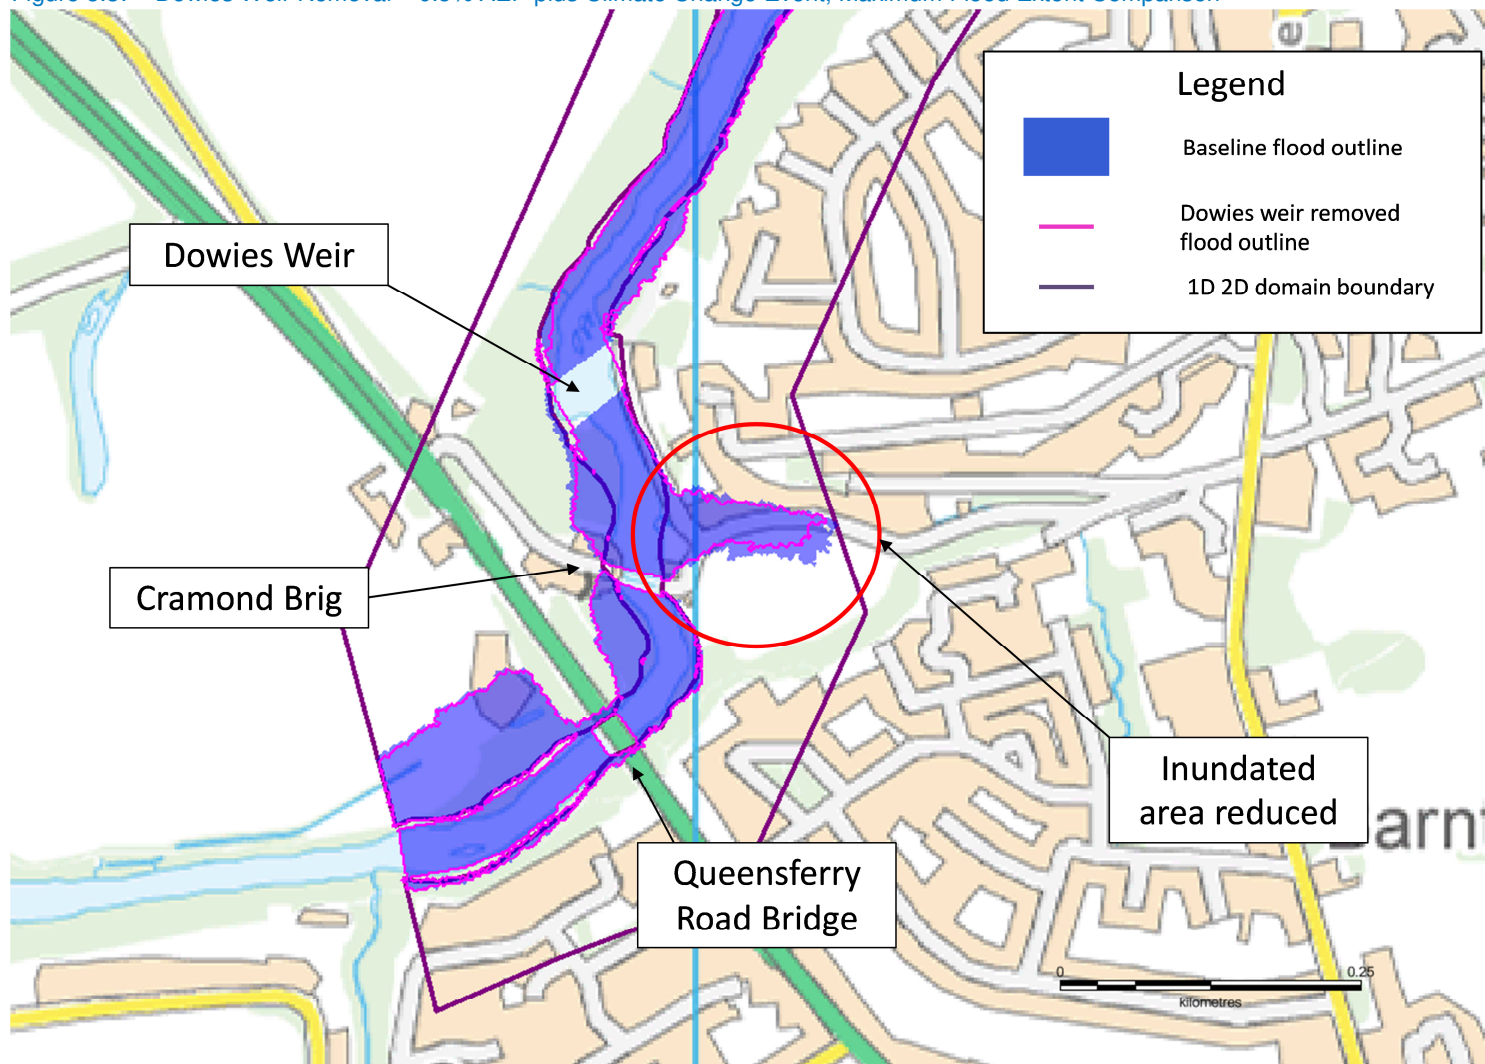 Legend
Baseline flood outline
Dowies weir removed
flood outline
1D 2D domain boundary
Dowies Weir
Cramond Brig
Inundated
area reduced
Queensferry
Road Bridge
0 0.25
kilometres